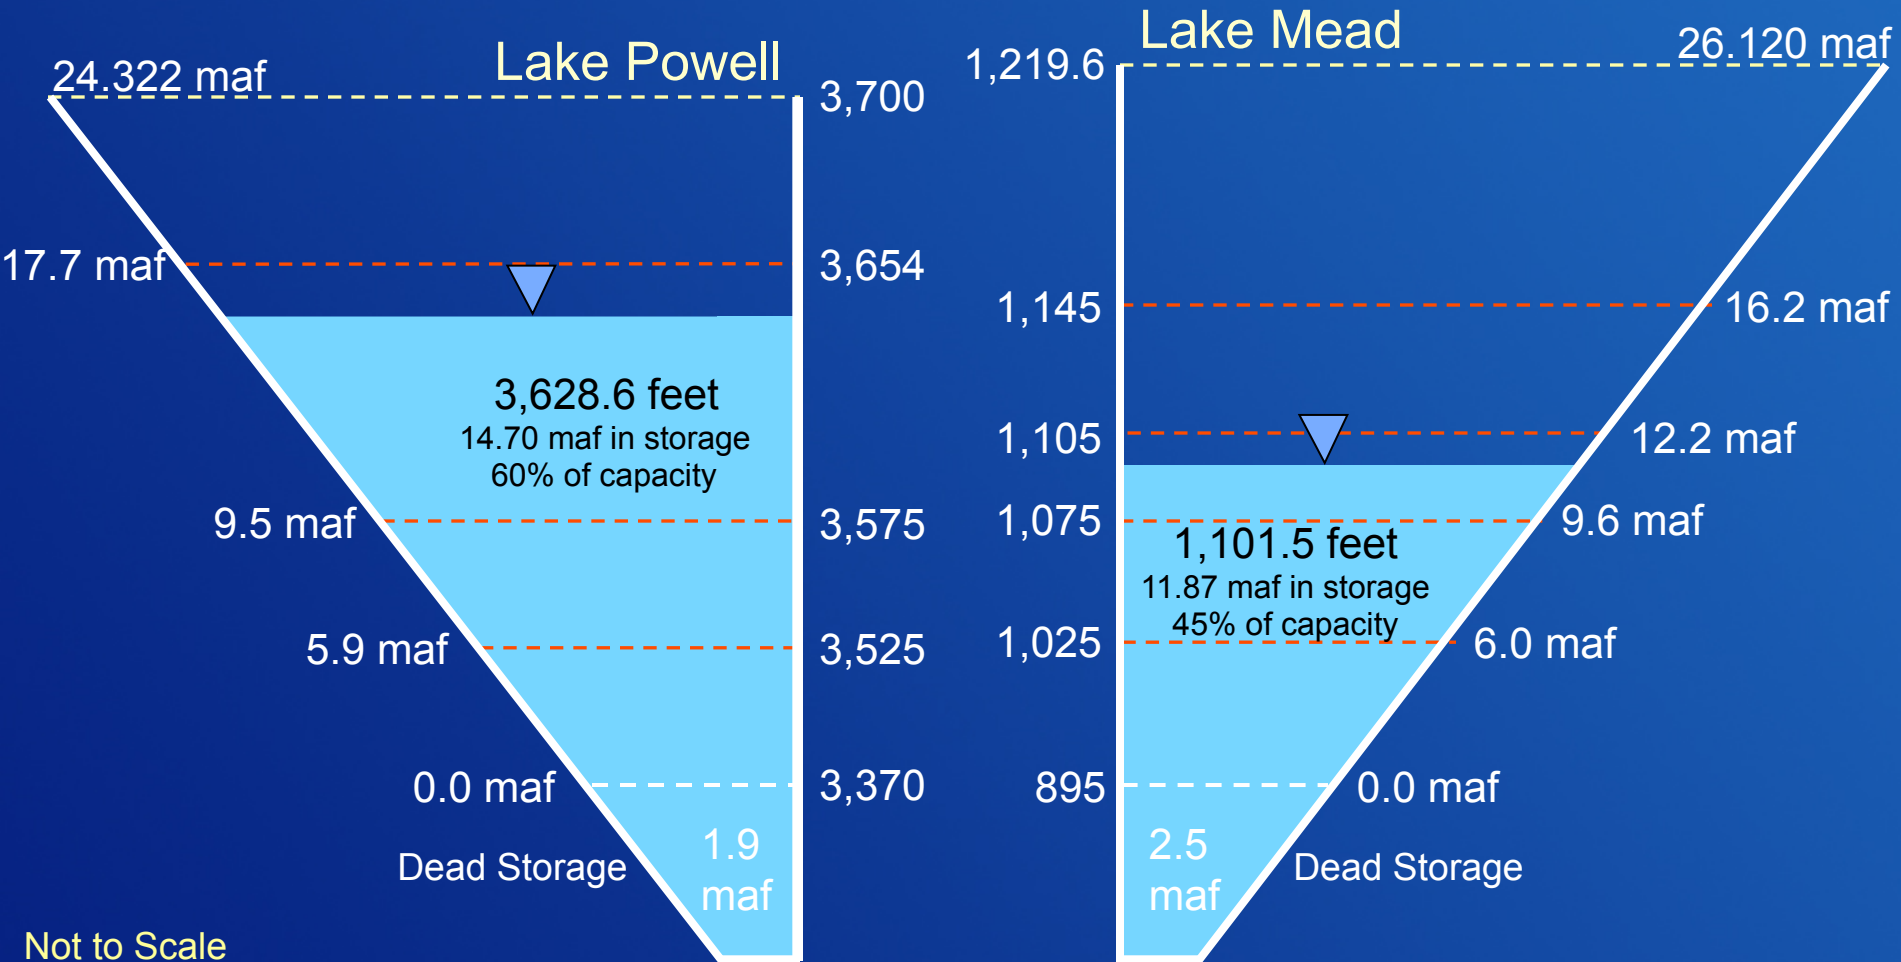 Lake Powell
24.322 maf
3,700
17.7 maf
3,654
3,628.6 feet
14.70 maf in storage
60% of capacity
9.5 maf
3,575
5.9 maf
3,525
0.0 maf
3,370
Dead Storage
1.9
maf
Not to Scale
Lake Mead
1,219.6
26.120 maf
1,145
16.2 maf
1,105
12.2 maf
1,075
9.6 maf
1,101.5 feet
11.87 maf in storage
45% of capacity
1,025
6.0 maf
895
0.0 maf
2.5
maf
Dead Storage